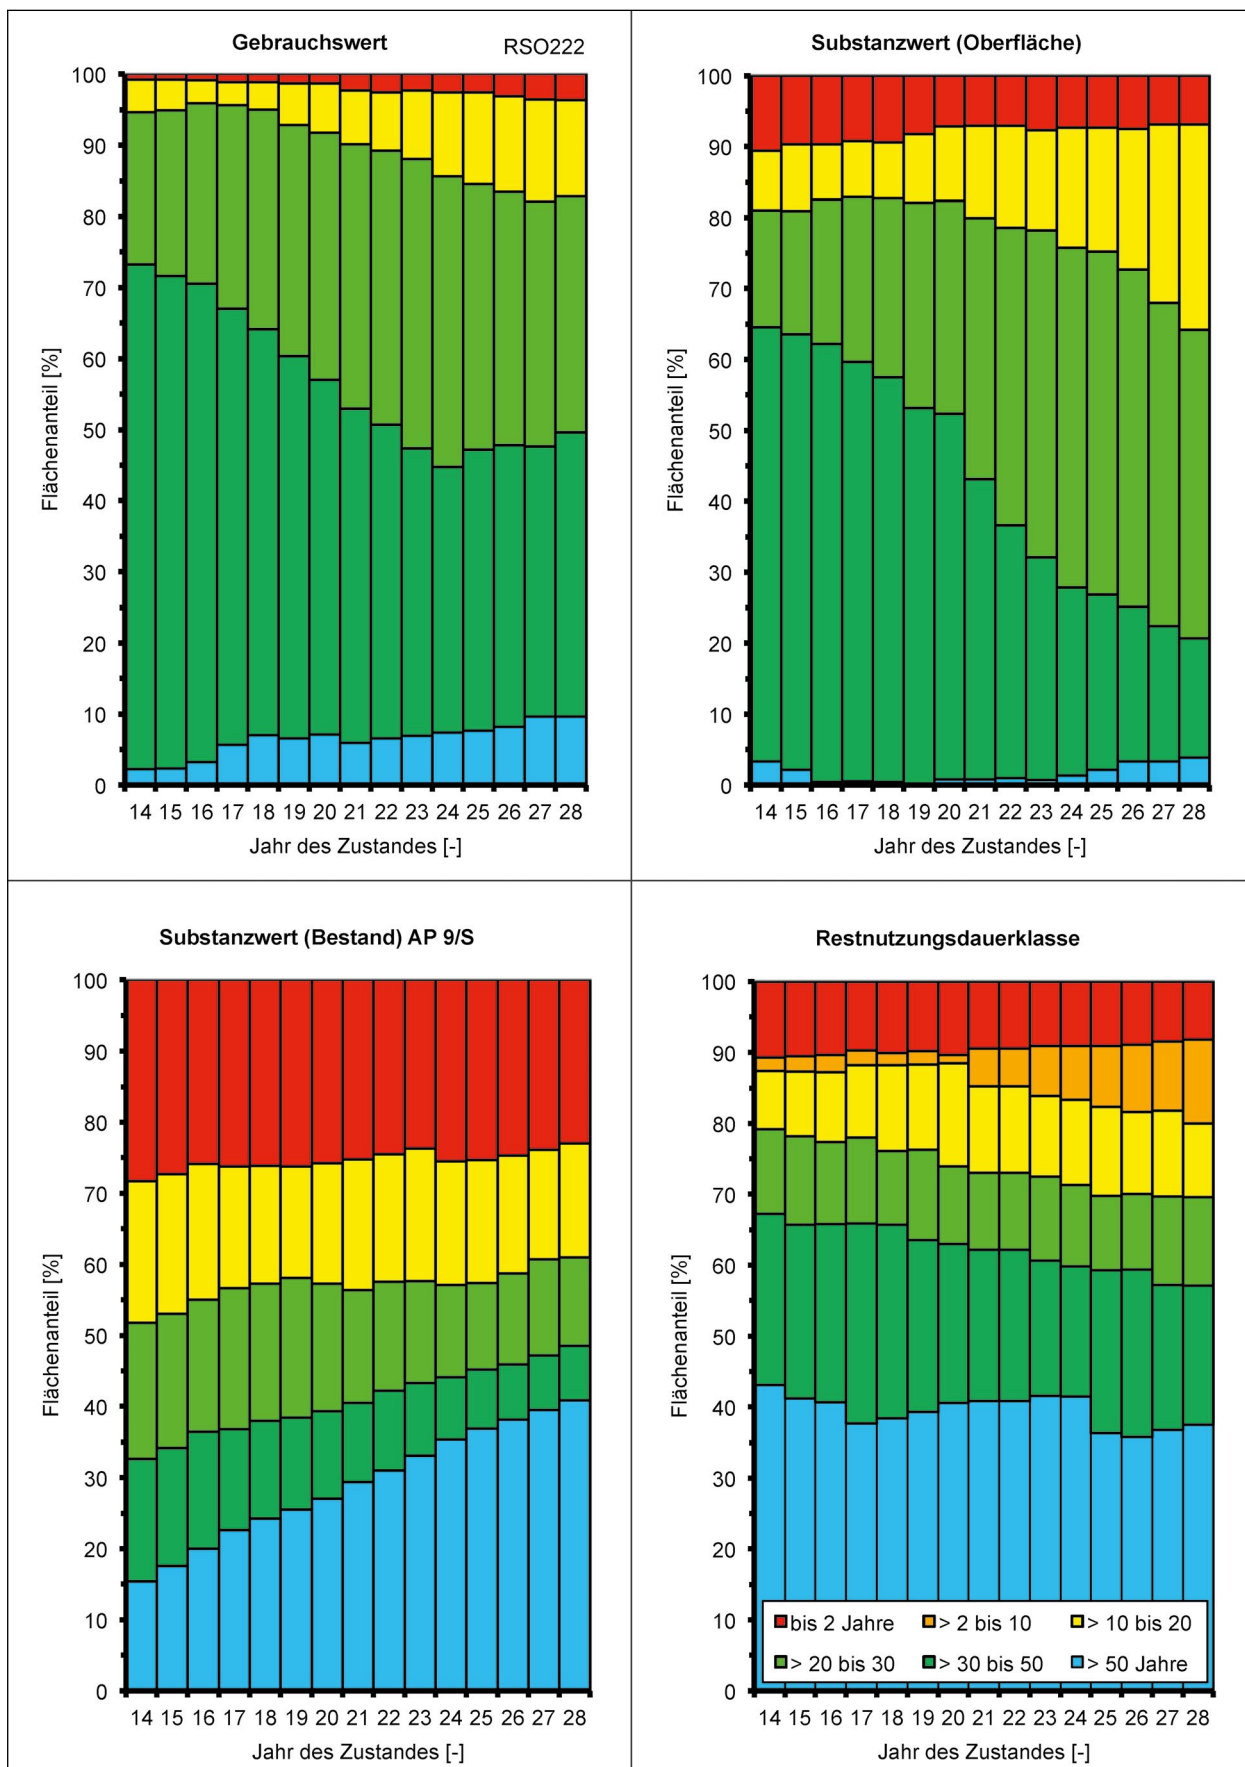 Gebrauchswert RSO222
100
90
80
70
60
50
40
30
20
10
0
Flächenanteil [%]
14 15 16 17 18 19 20 21 22 23 24 25 26 27 28
Jahr des Zustandes [-]
Substanzwert (Oberfläche)
100
90
80
70
60
50
40
30
20
10
0
Flächenanteil [%]
14 15 16 17 18 19 20 21 22 23 24 25 26 27 28
Jahr des Zustandes [-]
Substanzwert (Bestand) AP 9/S
100
90
80
70
60
50
40
30
20
10
0
Flächenanteil [%]
14 15 16 17 18 19 20 21 22 23 24 25 26 27 28
Jahr des Zustandes [-]
Restnutzungsdauerklasse
100
90
80
70
60
50
40
30
20
10
0
Flächenanteil [%]
bis 2 Jahre > 2 bis 10 > 10 bis 20
> 20 bis 30 > 30 bis 50 > 50 Jahre
14 15 16 17 18 19 20 21 22 23 24 25 26 27 28
Jahr des Zustandes [-]